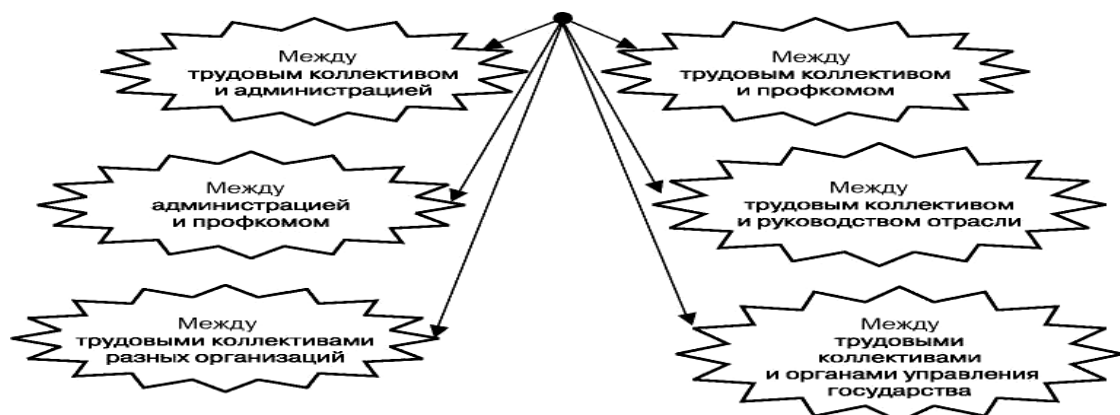 Между
трудовым коллективом
и администрацией
Между
трудовым коллективом
и профкомом
Между
администрацией
и профкомом
Между
трудовым коллективом
и руководством отрасли
Между
трудовыми коллективами
разных организаций
Между
трудовыми
коллективами
и органами управления
государства